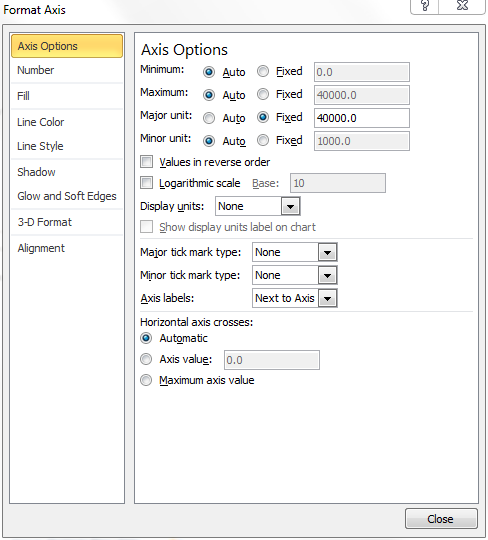 Format Axis
?
Axis Options
Number
Fill
Line Color
Line Style
Shadow
Glow and Soft Edges
3-D Format
Alignment
Axis Options
Minimum: Auto Fixed 0.0
Maximum: Auto Fixed 40000.0
Major unit: Auto Fixed 40000.0
Minor unit: Auto Fixed 1000.0
Values in reverse order
Logarithmic scale Base: 10
Display units: None
Show display units label on chart
Major tick mark type: None
Minor tick mark type: None
Axis labels: Next to Axis
Horizontal axis crosses:
Automatic
Axis value: 0.0
Maximum axis value
Close